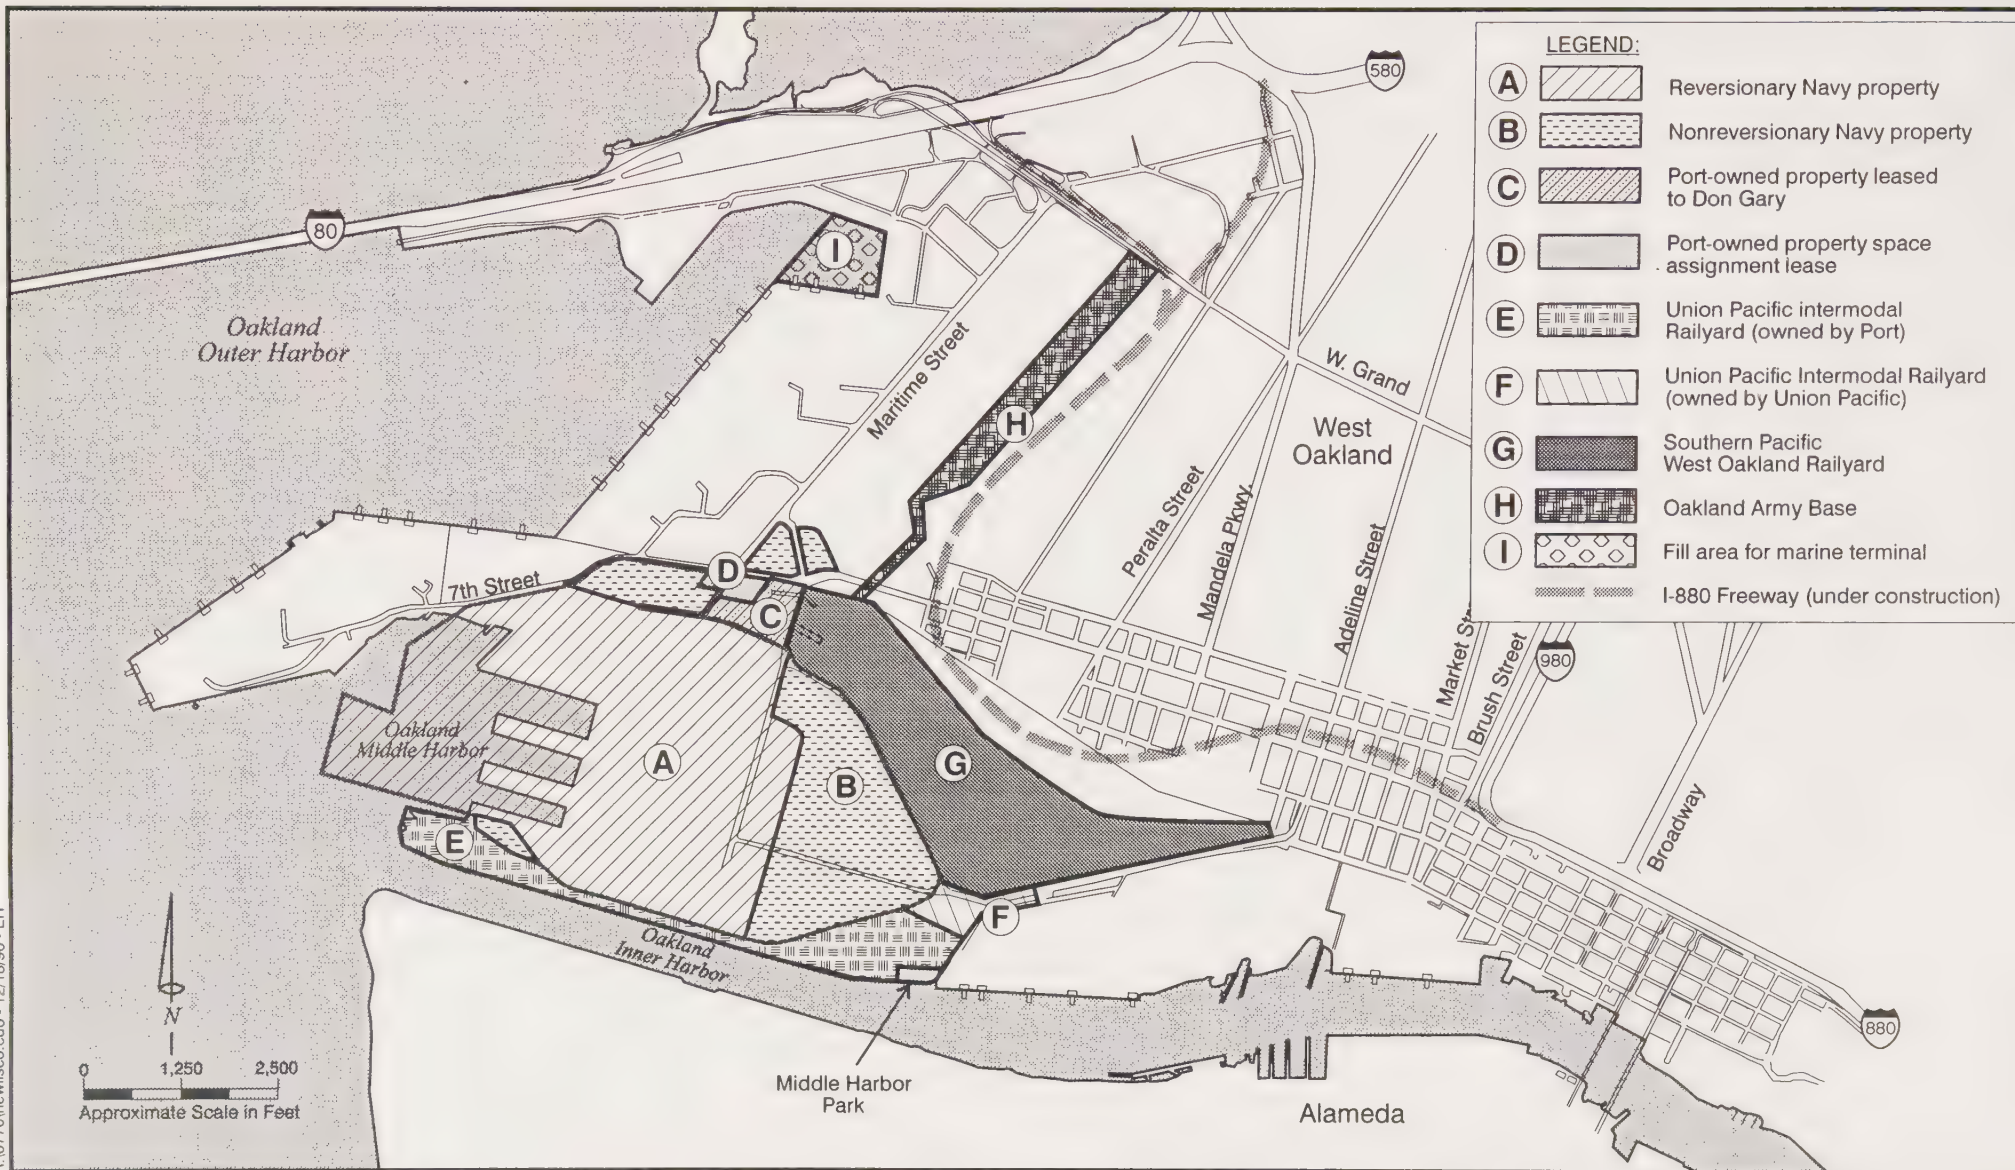 580
80
Oakland
Outer Harbor
I
Maritime Street
H
W. Grand
West
Oakland
Peralta Street
Mandela Pkwy.
Adeline Street
Market Str
Brush Street
980
Broadway
7th Street
D
C
Oakland
Middle Harbor
A
B
G
E
F
Oakland
Inner Harbor
Middle Harbor
Park
Alameda
880
N
0 1,250 2,500
Approximate Scale in Feet
LEGEND:
A Reversionary Navy property
B Nonreversionary Navy property
C Port-owned property leased
to Don Gary
D Port-owned property space
assignment lease
E Union Pacific intermodal
Railyard (owned by Port)
F Union Pacific Intermodal Railyard
(owned by Union Pacific)
G Southern Pacific
West Oakland Railyard
H Oakland Army Base
I Fill area for marine terminal
I-880 Freeway (under construction)